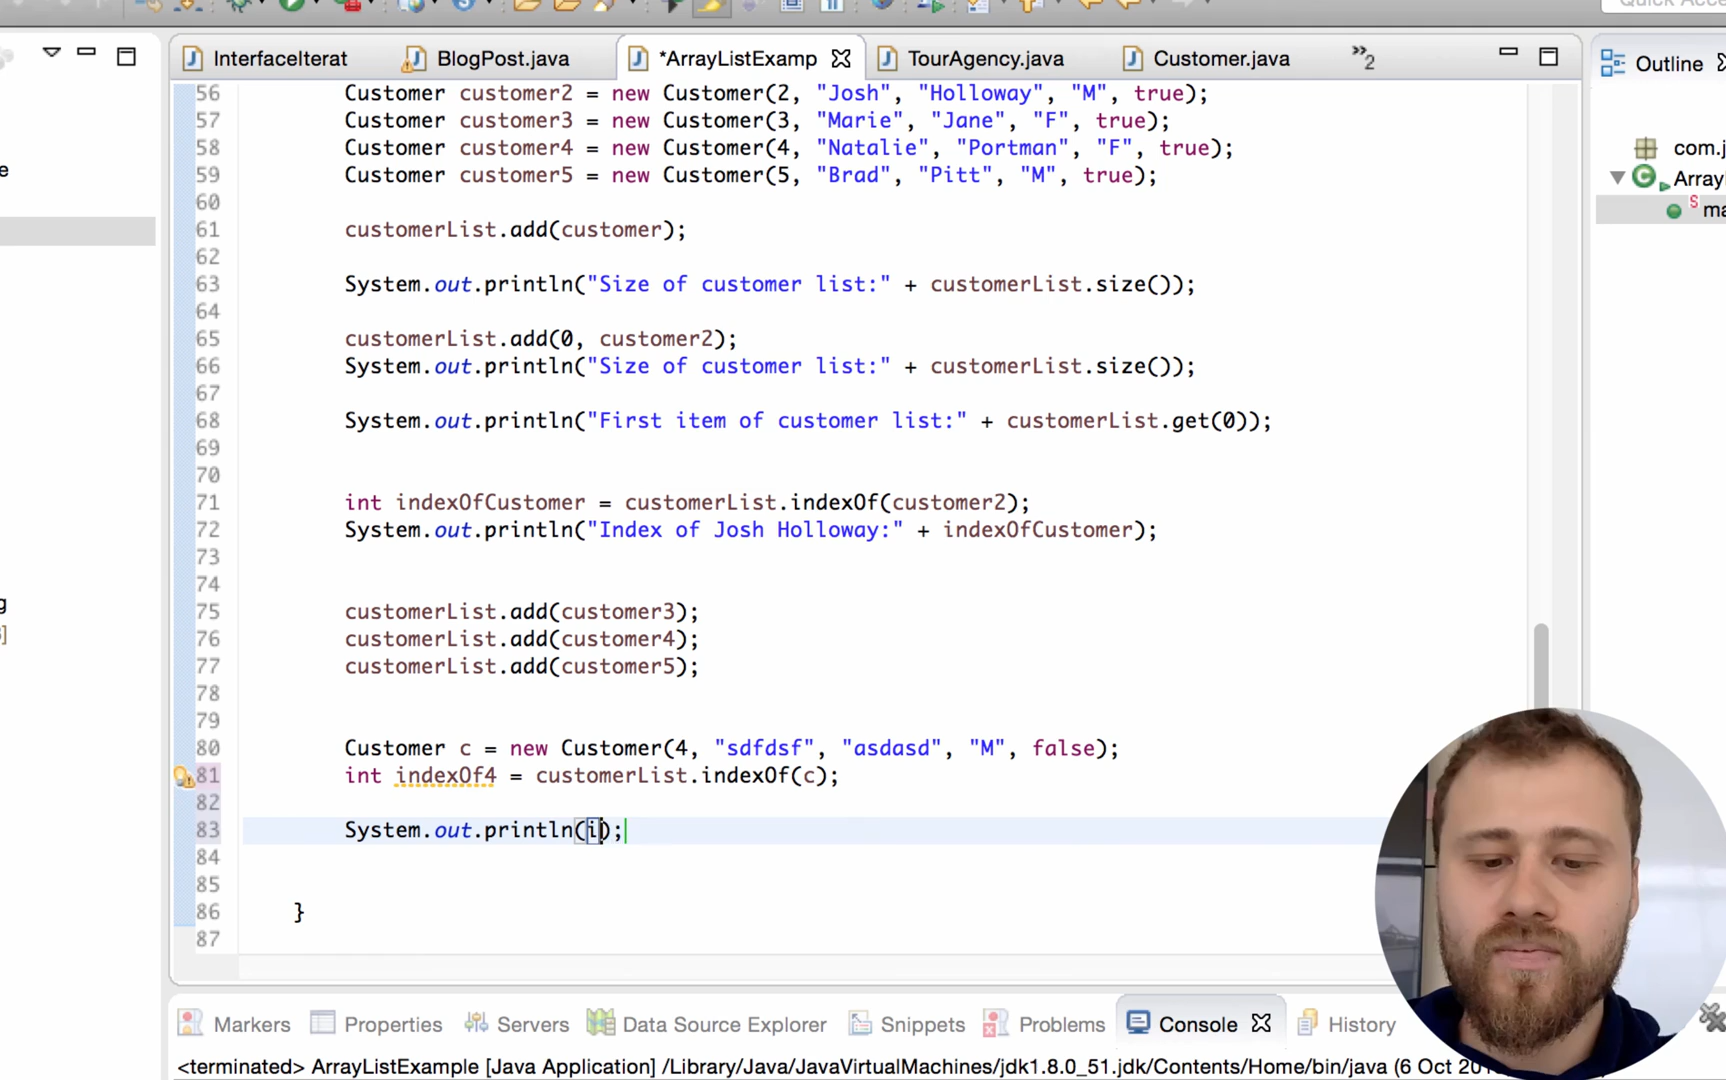 InterfaceIterat
BlogPost.java
*ArrayListExamp
TourAgency.java
Customer.java
»2
Outline
56 Customer customer2 = new Customer(2, "Josh", "Holloway", "M", true);
57 Customer customer3 = new Customer(3, "Marie", "Jane", "F", true);
58 Customer customer4 = new Customer(4, "Natalie", "Portman", "F", true);
59 Customer customer5 = new Customer(5, "Brad", "Pitt", "M", true);
60
61 customerList.add(customer);
62
63 System.out.println("Size of customer list:" + customerList.size());
64
65 customerList.add(0, customer2);
66 System.out.println("Size of customer list:" + customerList.size());
67
68 System.out.println("First item of customer list:" + customerList.get(0));
69
70
71 int indexOfCustomer = customerList.indexOf(customer2);
72 System.out.println("Index of Josh Holloway:" + indexOfCustomer);
73
74
75 customerList.add(customer3);
76 customerList.add(customer4);
77 customerList.add(customer5);
78
79
80 Customer c = new Customer(4, "sdfdsf", "asdasd", "M", false);
81 int indexOf4 = customerList.indexOf(c);
82
83 System.out.println(i);
84
85
86 }
87
com.j
Array
ma
Markers
Properties
Servers
Data Source Explorer
Snippets
Problems
Console
History
<terminated> ArrayListExample [Java Application] /Library/Java/JavaVirtualMachines/jdk1.8.0_51.jdk/Contents/Home/bin/java (6 Oct 20